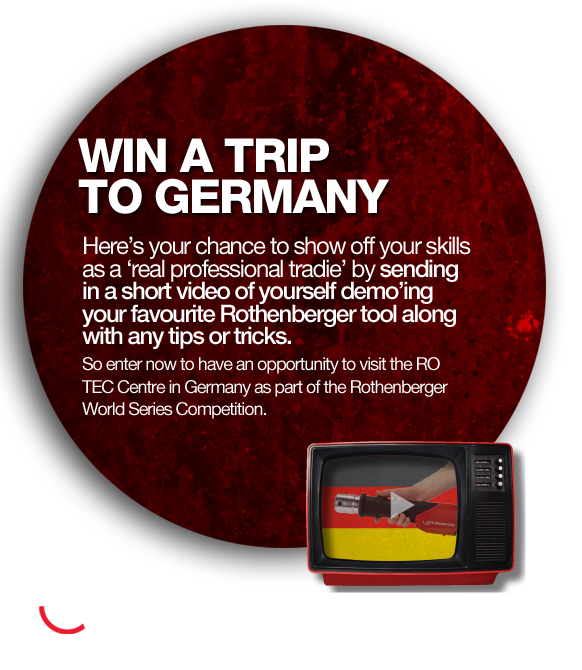 WIN A TRIP
TO GERMANY
Here’s your chance to show off your skills
as a ‘real professional tradie’ by sending
in a short video of yourself demo’ing
your favourite Rothenberger tool along
with any tips or tricks.
So enter now to have an opportunity to visit the RO
TEC Centre in Germany as part of the Rothenberger
World Series Competition.